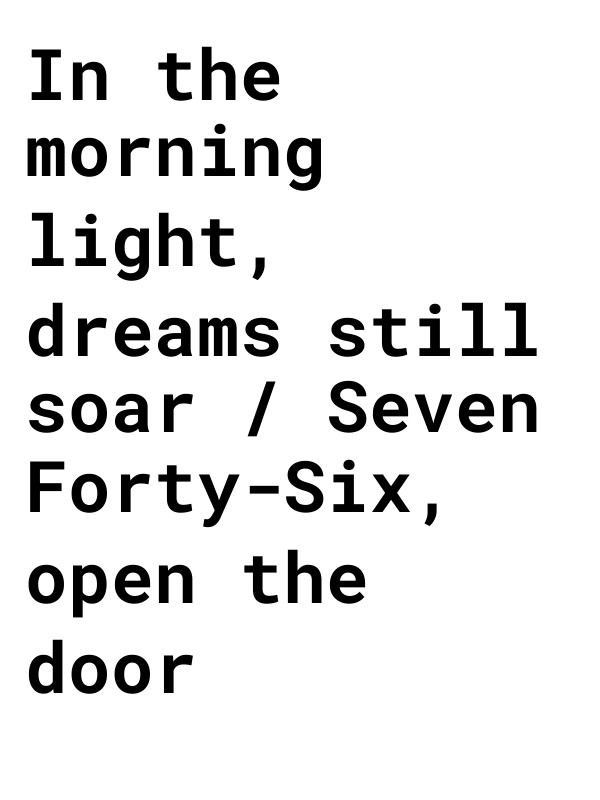 In the
morning
light,
dreams still
soar / Seven
Forty-Six,
open the
door